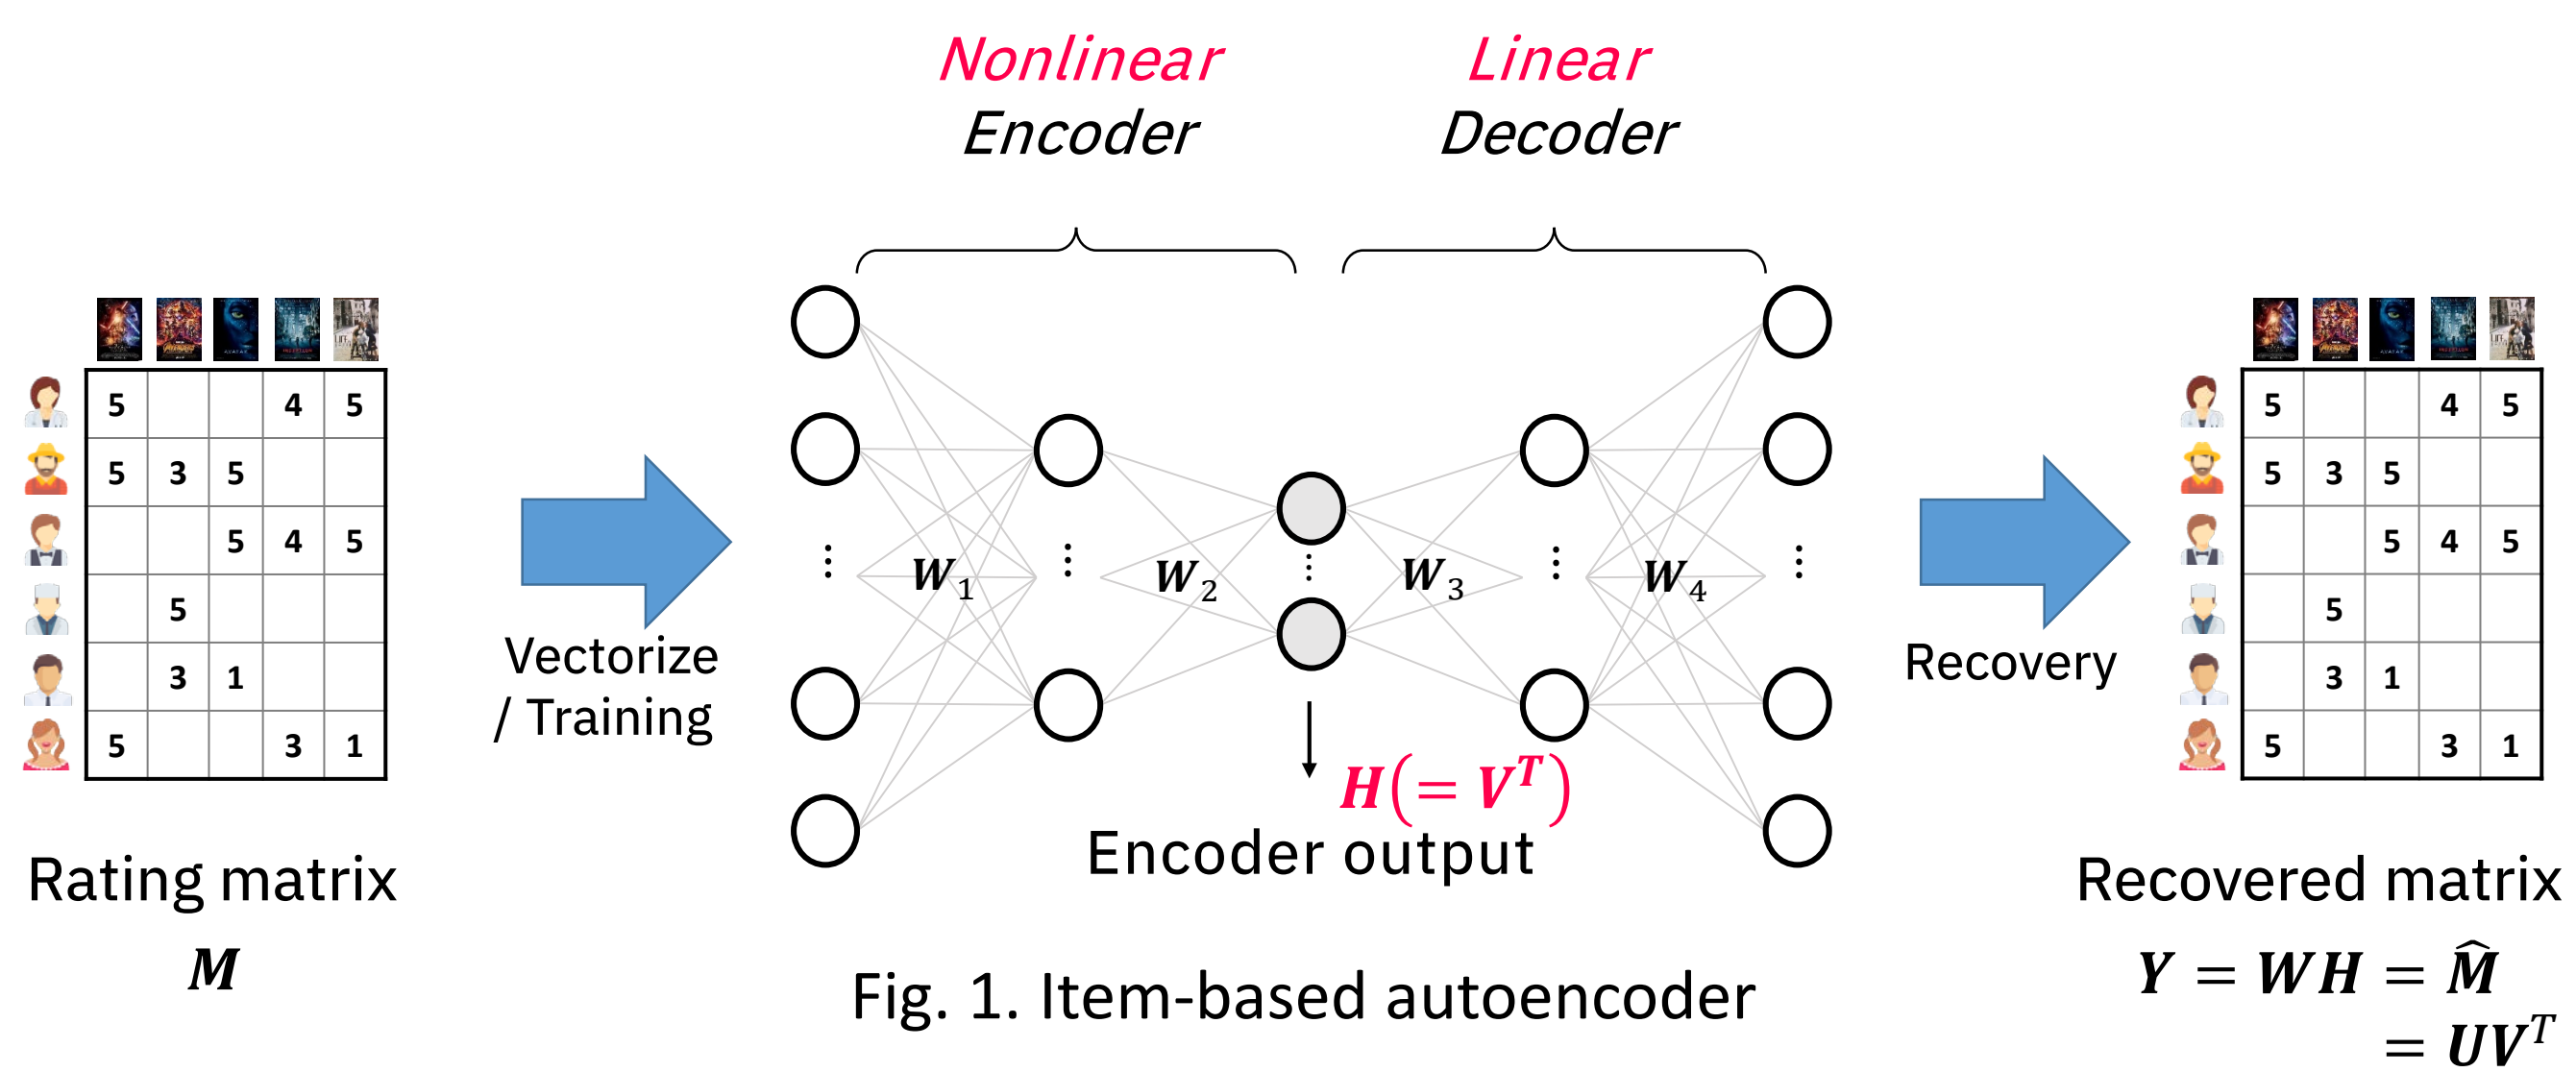 Nonlinear
Encoder
Linear
Decoder
5 4 5
5 3 5
5 4 5
5
3 1
5 3 1
Rating matrix
M
Vectorize
/ Training
W₁
W₂
W₃
W₄
H(= Vᵀ)
Encoder output
Fig. 1. Item-based autoencoder
Recovery
5 4 5
5 3 5
5 4 5
5
3 1
5 3 1
Recovered matrix
Y = WH = M̂
= UVᵀ